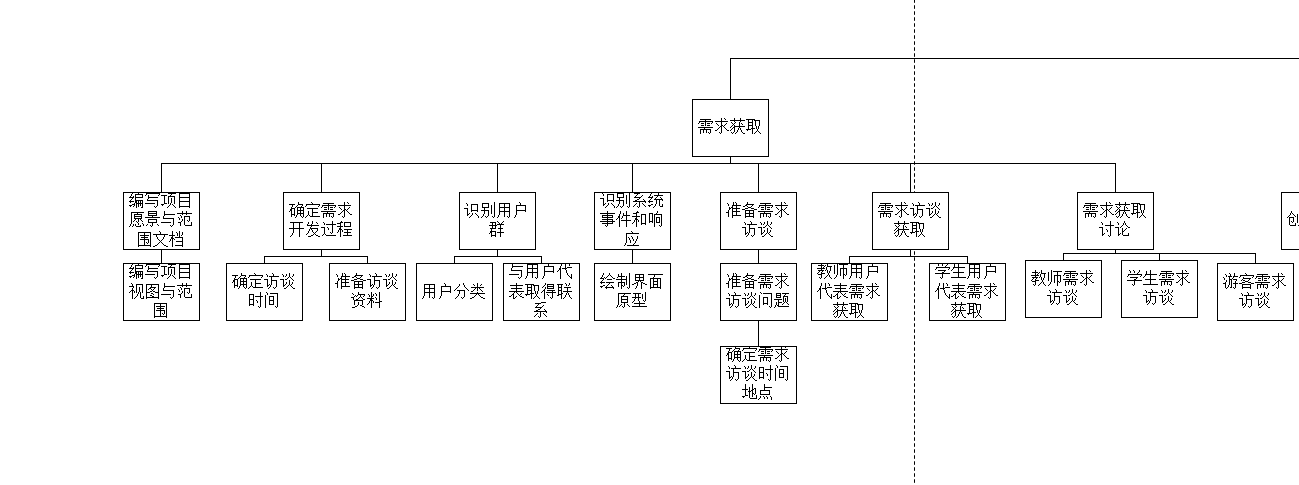 需求获取
编写项目
愿景与范
围文档
确定需求
开发过程
识别用户
群
识别系统
事件和响
应
准备需求
访谈
需求访谈
获取
需求获取
讨论
创
编写项目
视图与范
围
确定访谈
时间
准备访谈
资料
用户分类
与用户代
表取得联
系
绘制界面
原型
准备需求
访谈问题
教师用户
代表需求
获取
学生用户
代表需求
获取
教师需求
访谈
学生需求
访谈
游客需求
访谈
确定需求
访谈时间
地点